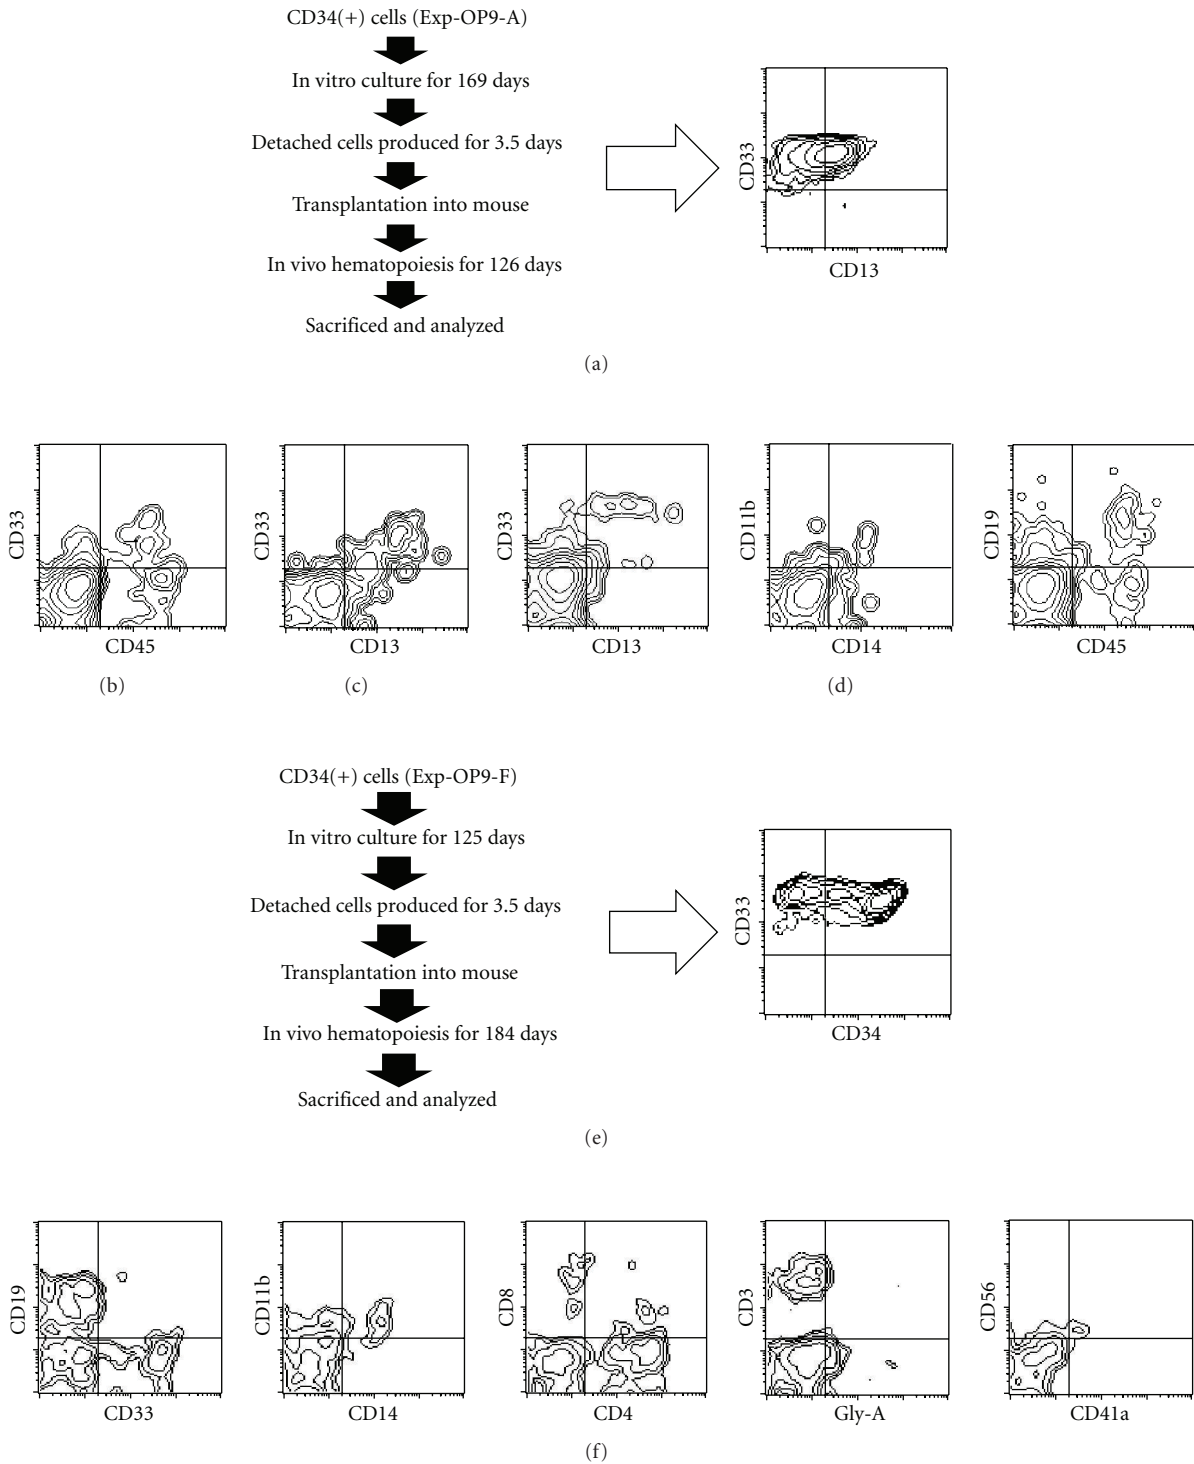 CD34(+) cells (Exp-OP9-A)
In vitro culture for 169 days
Detached cells produced for 3.5 days
Transplantation into mouse
In vivo hematopoiesis for 126 days
Sacrificed and analyzed
CD33
CD13
(a)
CD33
CD45
CD33
CD13
CD33
CD13
CD11b
CD14
CD19
CD45
(b)
(c)
(d)
CD34(+) cells (Exp-OP9-F)
In vitro culture for 125 days
Detached cells produced for 3.5 days
Transplantation into mouse
In vivo hematopoiesis for 184 days
Sacrificed and analyzed
CD33
CD34
(e)
CD19
CD33
CD11b
CD14
CD8
CD4
CD3
Gly-A
CD56
CD41a
(f)